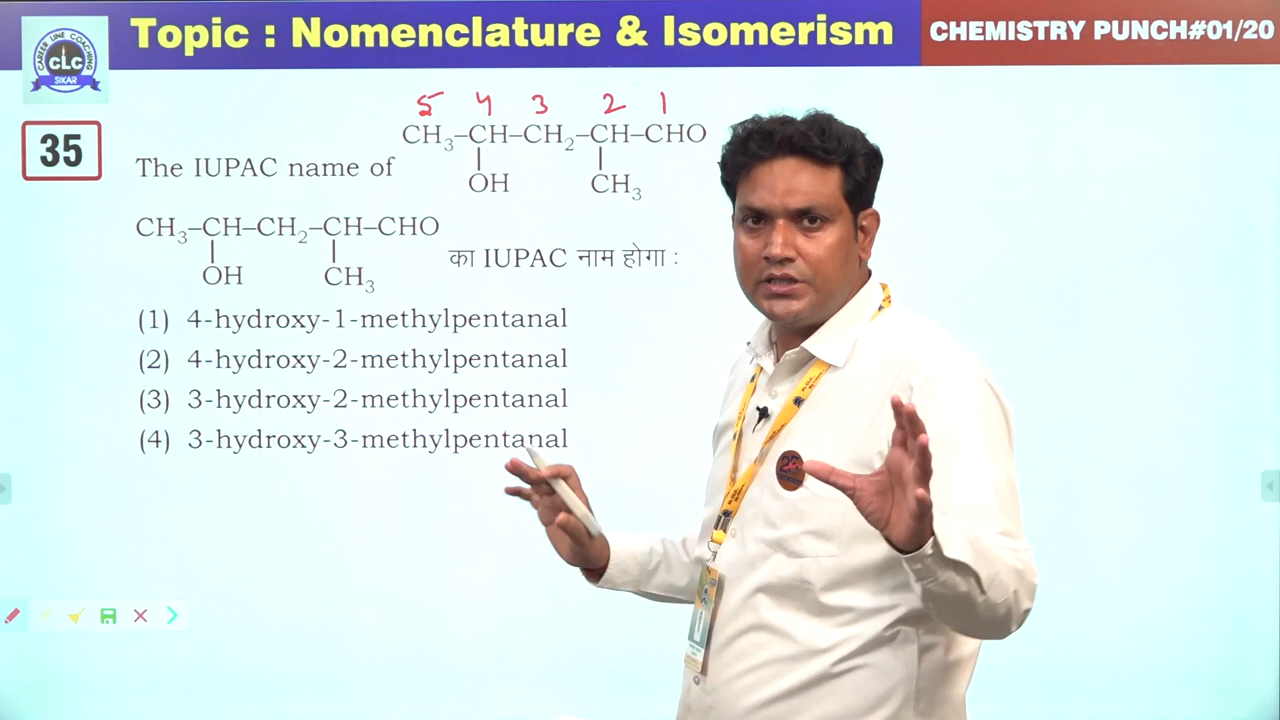 Topic : Nomenclature & Isomerism
CHEMISTRY PUNCH#01/20
CAREER LINE COACHING
CLC
SIKAR
5 4 3 2 1
35
CH₃–CH–CH₂–CH–CHO
The IUPAC name of
OH CH₃
CH₃–CH–CH₂–CH–CHO
का IUPAC नाम होगा :
OH CH₃
(1) 4-hydroxy-1-methylpentanal
(2) 4-hydroxy-2-methylpentanal
(3) 3-hydroxy-2-methylpentanal
(4) 3-hydroxy-3-methylpentanal